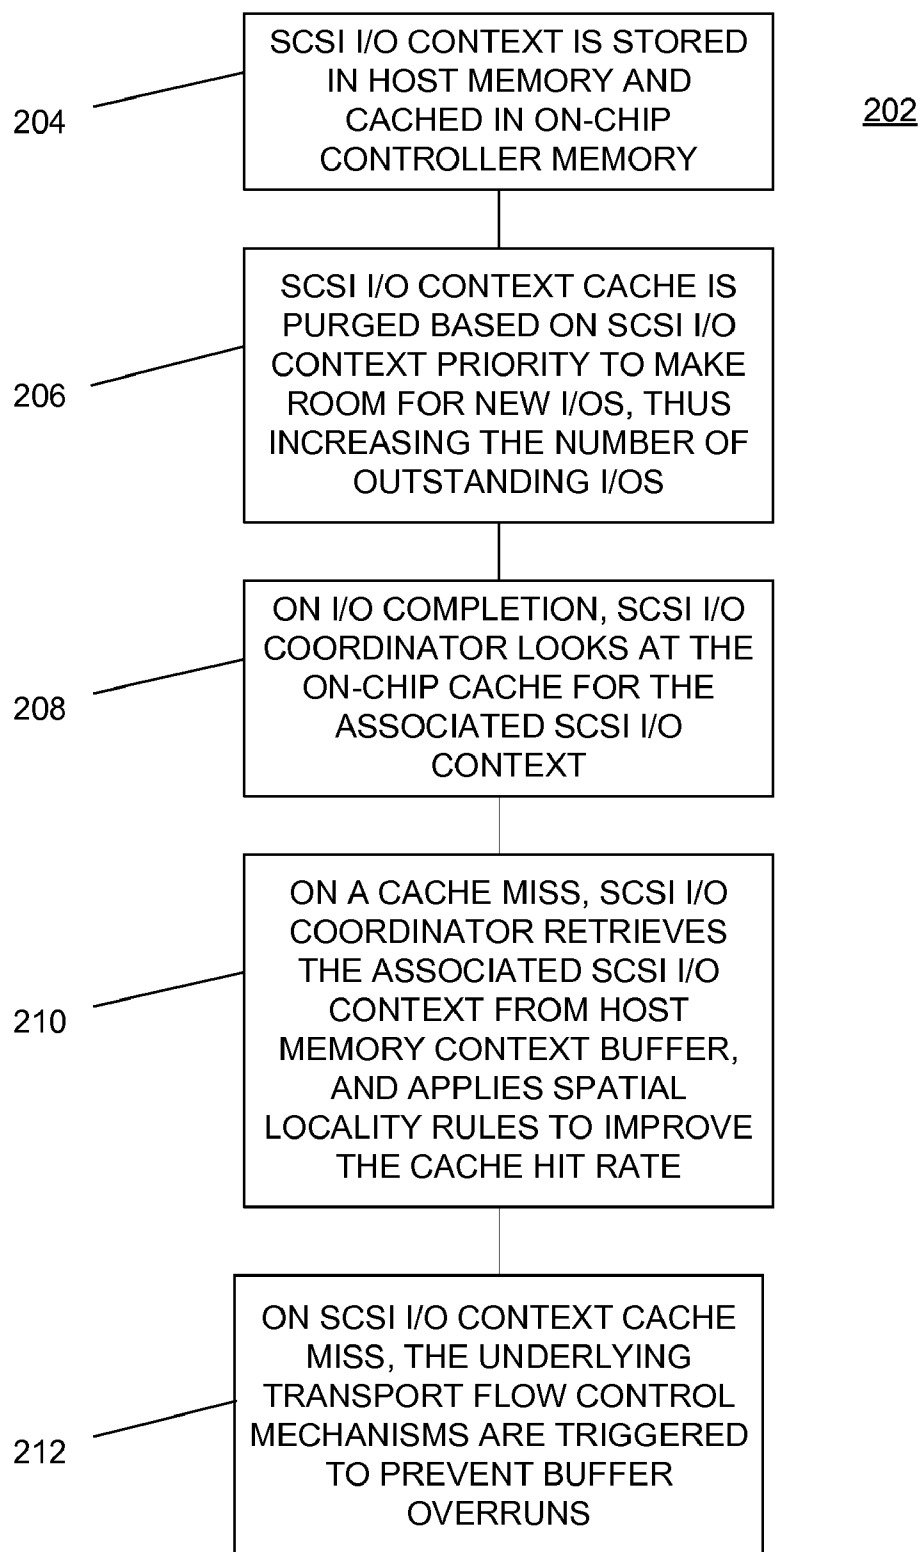 SCSI I/O CONTEXT IS STORED
IN HOST MEMORY AND
CACHED IN ON-CHIP
CONTROLLER MEMORY
204
202
SCSI I/O CONTEXT CACHE IS
PURGED BASED ON SCSI I/O
CONTEXT PRIORITY TO MAKE
ROOM FOR NEW I/OS, THUS
INCREASING THE NUMBER OF
OUTSTANDING I/OS
206
ON I/O COMPLETION, SCSI I/O
COORDINATOR LOOKS AT THE
ON-CHIP CACHE FOR THE
ASSOCIATED SCSI I/O
CONTEXT
208
ON A CACHE MISS, SCSI I/O
COORDINATOR RETRIEVES
THE ASSOCIATED SCSI I/O
CONTEXT FROM HOST
MEMORY CONTEXT BUFFER,
AND APPLIES SPATIAL
LOCALITY RULES TO IMPROVE
THE CACHE HIT RATE
210
ON SCSI I/O CONTEXT CACHE
MISS, THE UNDERLYING
TRANSPORT FLOW CONTROL
MECHANISMS ARE TRIGGERED
TO PREVENT BUFFER
OVERRUNS
212